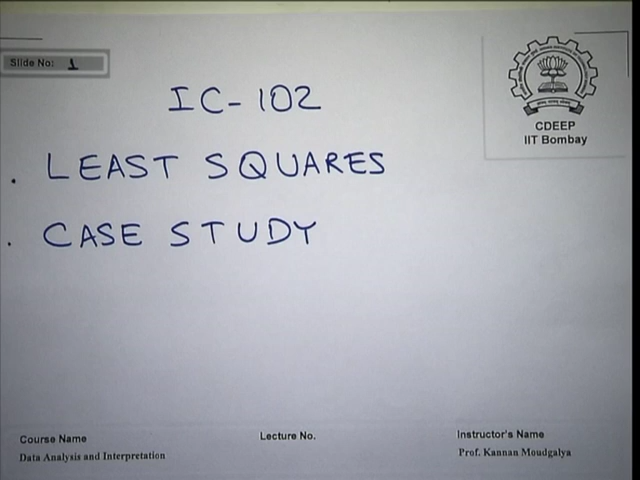 Slide No: 1
IC-102
. LEAST SQUARES
. CASE STUDY
CDEEP
IIT Bombay
Course Name
Data Analysis and Interpretation
Lecture No.
Instructor's Name
Prof. Kannan Moudgalya